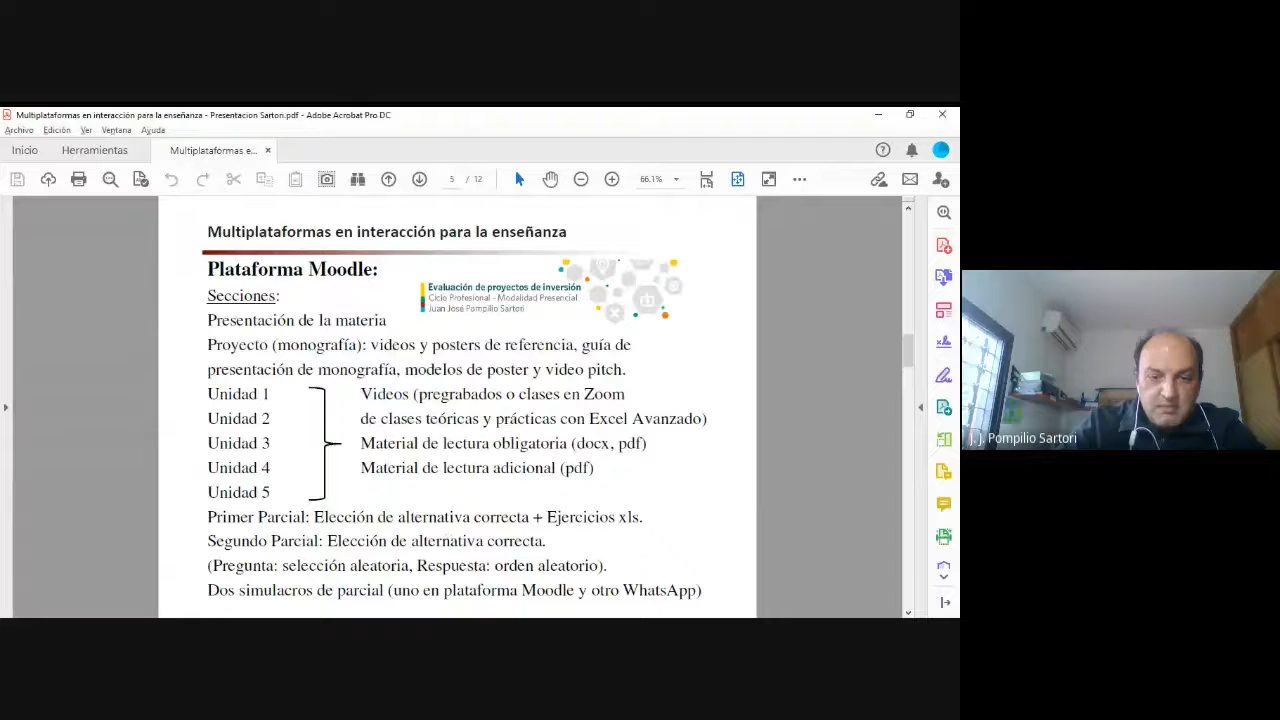 Multiplataformas en interacción para la enseñanza - Presentacion Sartori.pdf - Adobe Acrobat Pro DC
Archivo Edición Ver Ventana Ayuda
Inicio Herramientas Multiplataformas e...
5 / 12 66.1%
Multiplataformas en interacción para la enseñanza
Plataforma Moodle:
Evaluación de proyectos de inversión
Ciclo Profesional - Modalidad Presencial
Juan José Pompilio Sartori
Secciones:
Presentación de la materia
Proyecto (monografía): videos y posters de referencia, guía de
presentación de monografía, modelos de poster y video pitch.
Unidad 1 Videos (pregrabados o clases en Zoom
Unidad 2 de clases teóricas y prácticas con Excel Avanzado)
Unidad 3 Material de lectura obligatoria (docx, pdf)
Unidad 4 Material de lectura adicional (pdf)
Unidad 5
Primer Parcial: Elección de alternativa correcta + Ejercicios xls.
Segundo Parcial: Elección de alternativa correcta.
(Pregunta: selección aleatoria, Respuesta: orden aleatorio).
Dos simulacros de parcial (uno en plataforma Moodle y otro WhatsApp)
J. J. Pompilio Sartori